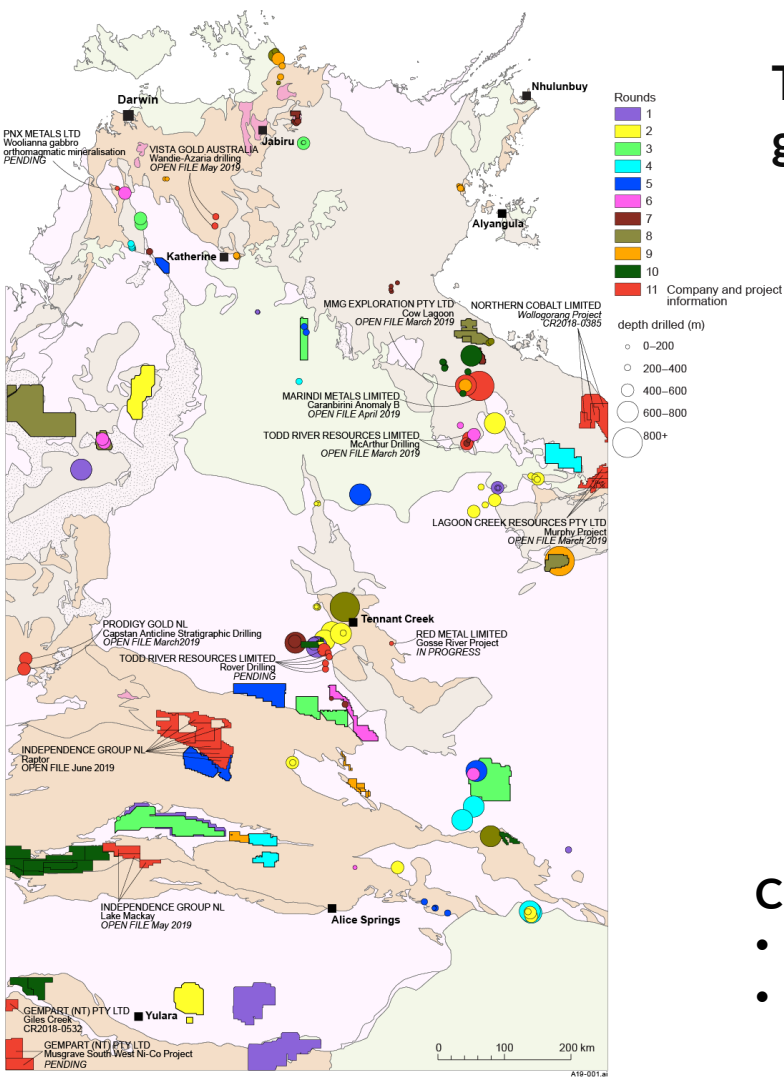 T
g
C
•
•
Darwin
Nhulunbuy
Jabiru
Alyangula
Katherine
Tennant Creek
Alice Springs
Yulara
PNX METALS LTD
Woolianna gabbro
orthomagmatic mineralisation
PENDING
VISTA GOLD AUSTRALIA
Wandie-Azaria drilling
OPEN FILE May 2019
MMG EXPLORATION PTY LTD
Cow Lagoon
OPEN FILE March 2019
NORTHERN COBALT LIMITED
Wollogorang Project
CR2018-0385
MARINDI METALS LIMITED
Caranbirini Anomaly B
OPEN FILE April 2019
TODD RIVER RESOURCES LIMITED
McArthur Drilling
OPEN FILE March 2019
LAGOON CREEK RESOURCES PTY LTD
Murphy Project
OPEN FILE March 2019
PRODIGY GOLD NL
Capstan Anticline Stratigraphic Drilling
OPEN FILE March2019
TODD RIVER RESOURCES LIMITED
Rover Drilling
PENDING
RED METAL LIMITED
Gosse River Project
IN PROGRESS
INDEPENDENCE GROUP NL
Raptor
OPEN FILE June 2019
INDEPENDENCE GROUP NL
Lake Mackay
OPEN FILE May 2019
GEMPART (NT) PTY LTD
Giles Creek
CR2018-0532
GEMPART (NT) PTY LTD
Musgrave South West Ni-Co Project
PENDING
Rounds
1
2
3
4
5
6
7
8
9
10
11 Company and project
information
depth drilled (m)
0–200
200–400
400–600
600–800
800+
0 100 200 km
A19-001.ai